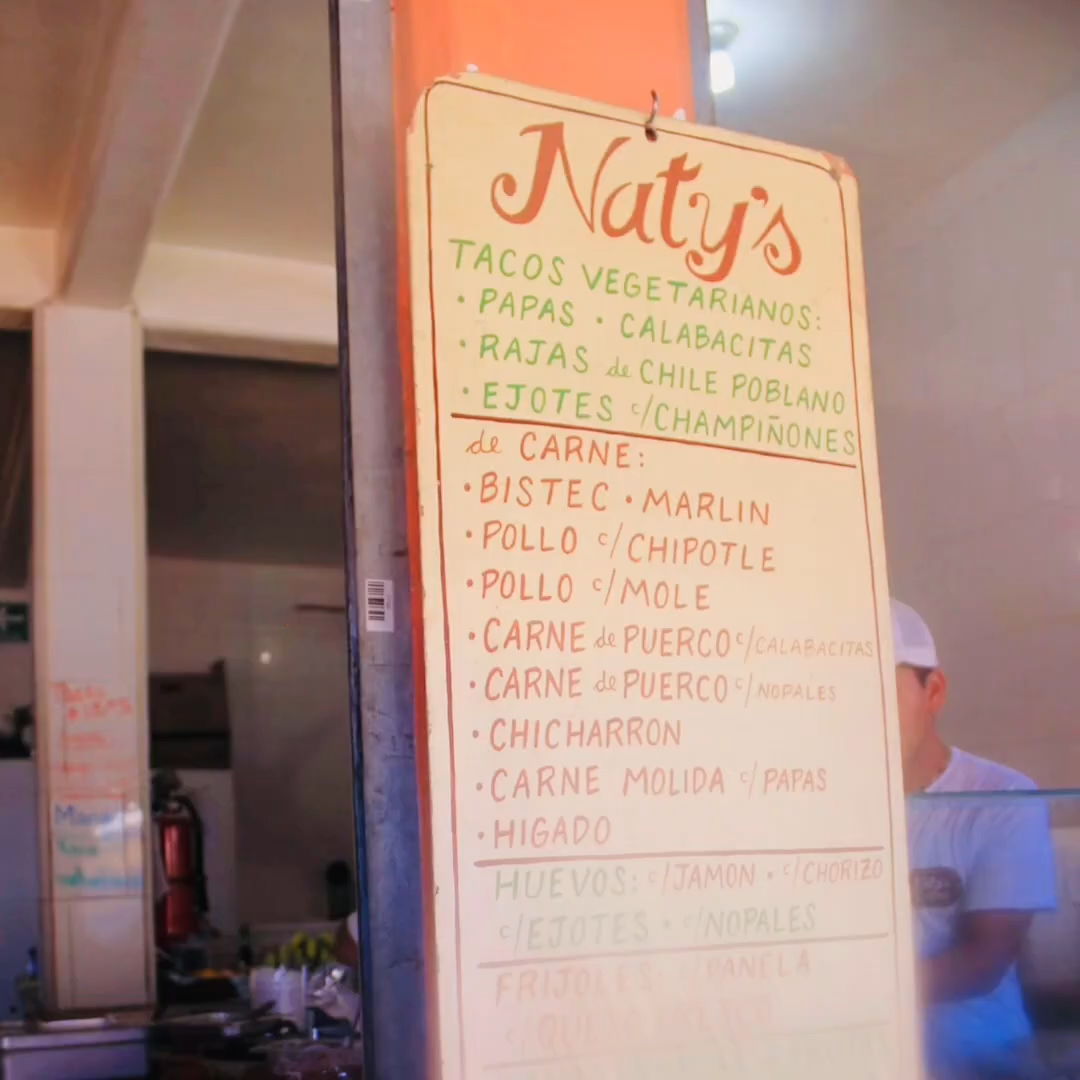 Naty's
TACOS VEGETARIANOS:
• PAPAS • CALABACITAS
• RAJAS de CHILE POBLANO
• EJOTES c/CHAMPIÑONES
de CARNE:
• BISTEC • MARLIN
• POLLO c/CHIPOTLE
• POLLO c/MOLE
• CARNE de PUERCO c/CALABACITAS
• CARNE de PUERCO c/NOPALES
• CHICHARRON
• CARNE MOLIDA c/PAPAS
• HIGADO
HUEVOS: c/JAMON • c/CHORIZO
c/EJOTES • c/NOPALES
FRIJOLES: c/PANELA